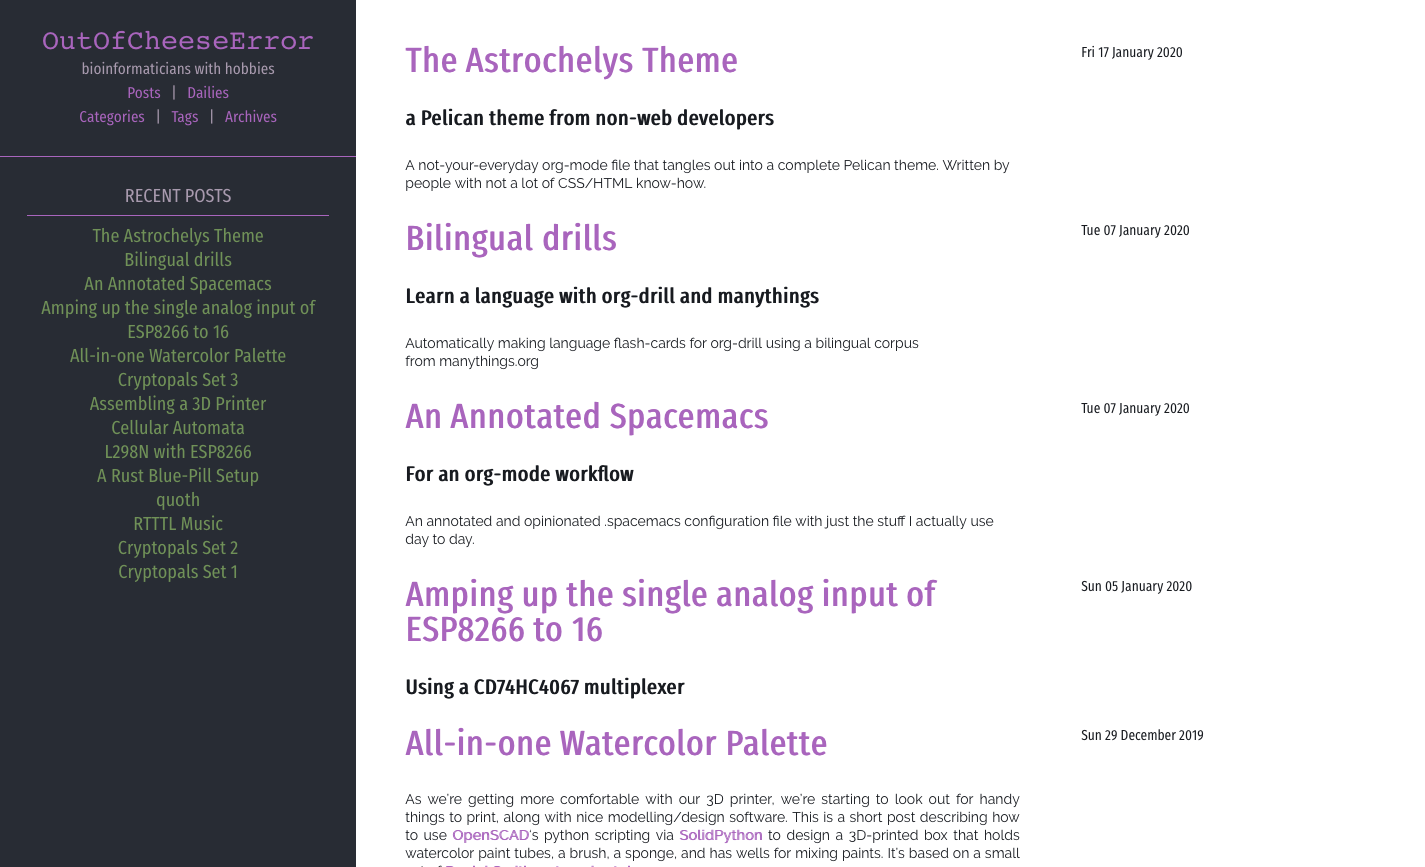 OutOfCheeseError
bioinformaticians with hobbies
Posts | Dailies
Categories | Tags | Archives
RECENT POSTS
The Astrochelys Theme
Bilingual drills
An Annotated Spacemacs
Amping up the single analog input of
ESP8266 to 16
All-in-one Watercolor Palette
Cryptopals Set 3
Assembling a 3D Printer
Cellular Automata
L298N with ESP8266
A Rust Blue-Pill Setup
quoth
RTTTL Music
Cryptopals Set 2
Cryptopals Set 1
The Astrochelys Theme
Fri 17 January 2020
a Pelican theme from non-web developers
A not-your-everyday org-mode file that tangles out into a complete Pelican theme. Written by
people with not a lot of CSS/HTML know-how.
Bilingual drills
Tue 07 January 2020
Learn a language with org-drill and manythings
Automatically making language flash-cards for org-drill using a bilingual corpus
from manythings.org
An Annotated Spacemacs
Tue 07 January 2020
For an org-mode workflow
An annotated and opinionated .spacemacs configuration file with just the stuff I actually use
day to day.
Amping up the single analog input of
ESP8266 to 16
Sun 05 January 2020
Using a CD74HC4067 multiplexer
All-in-one Watercolor Palette
Sun 29 December 2019
As we're getting more comfortable with our 3D printer, we're starting to look out for handy
things to print, along with nice modelling/design software. This is a short post describing how
to use OpenSCAD's python scripting via SolidPython to design a 3D-printed box that holds
watercolor paint tubes, a brush, a sponge, and has wells for mixing paints. It's based on a small